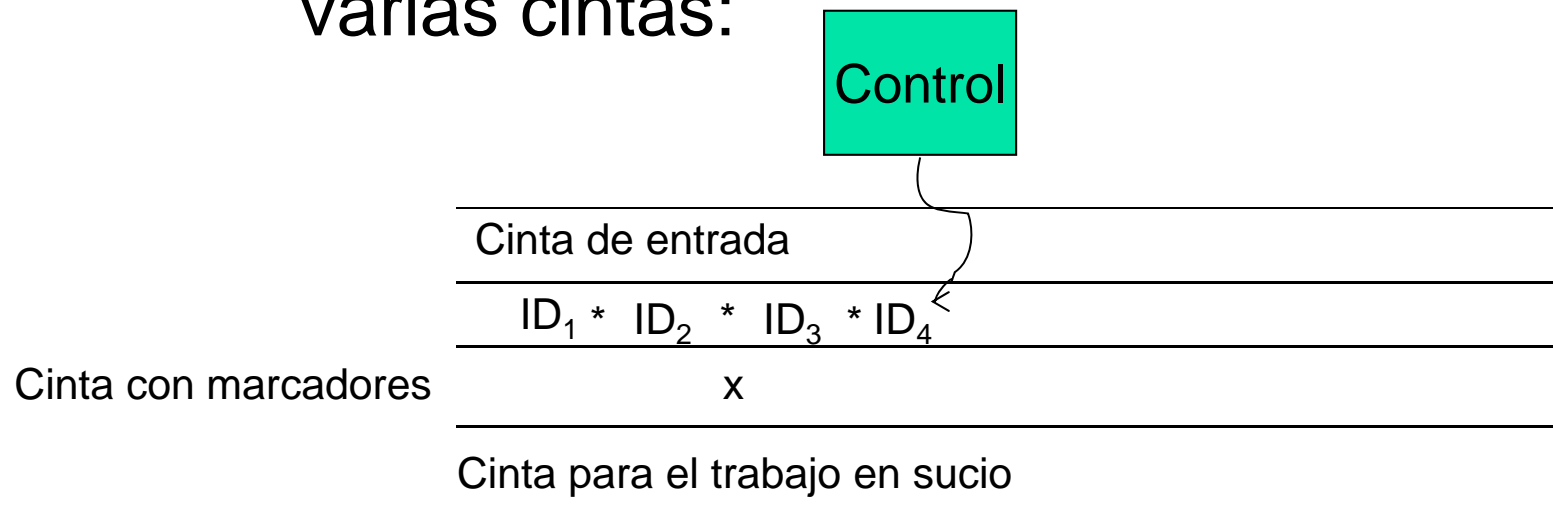 varias cintas:
Control
Cinta de entrada
ID₁ * ID₂ * ID₃ * ID₄
Cinta con marcadores x
Cinta para el trabajo en sucio